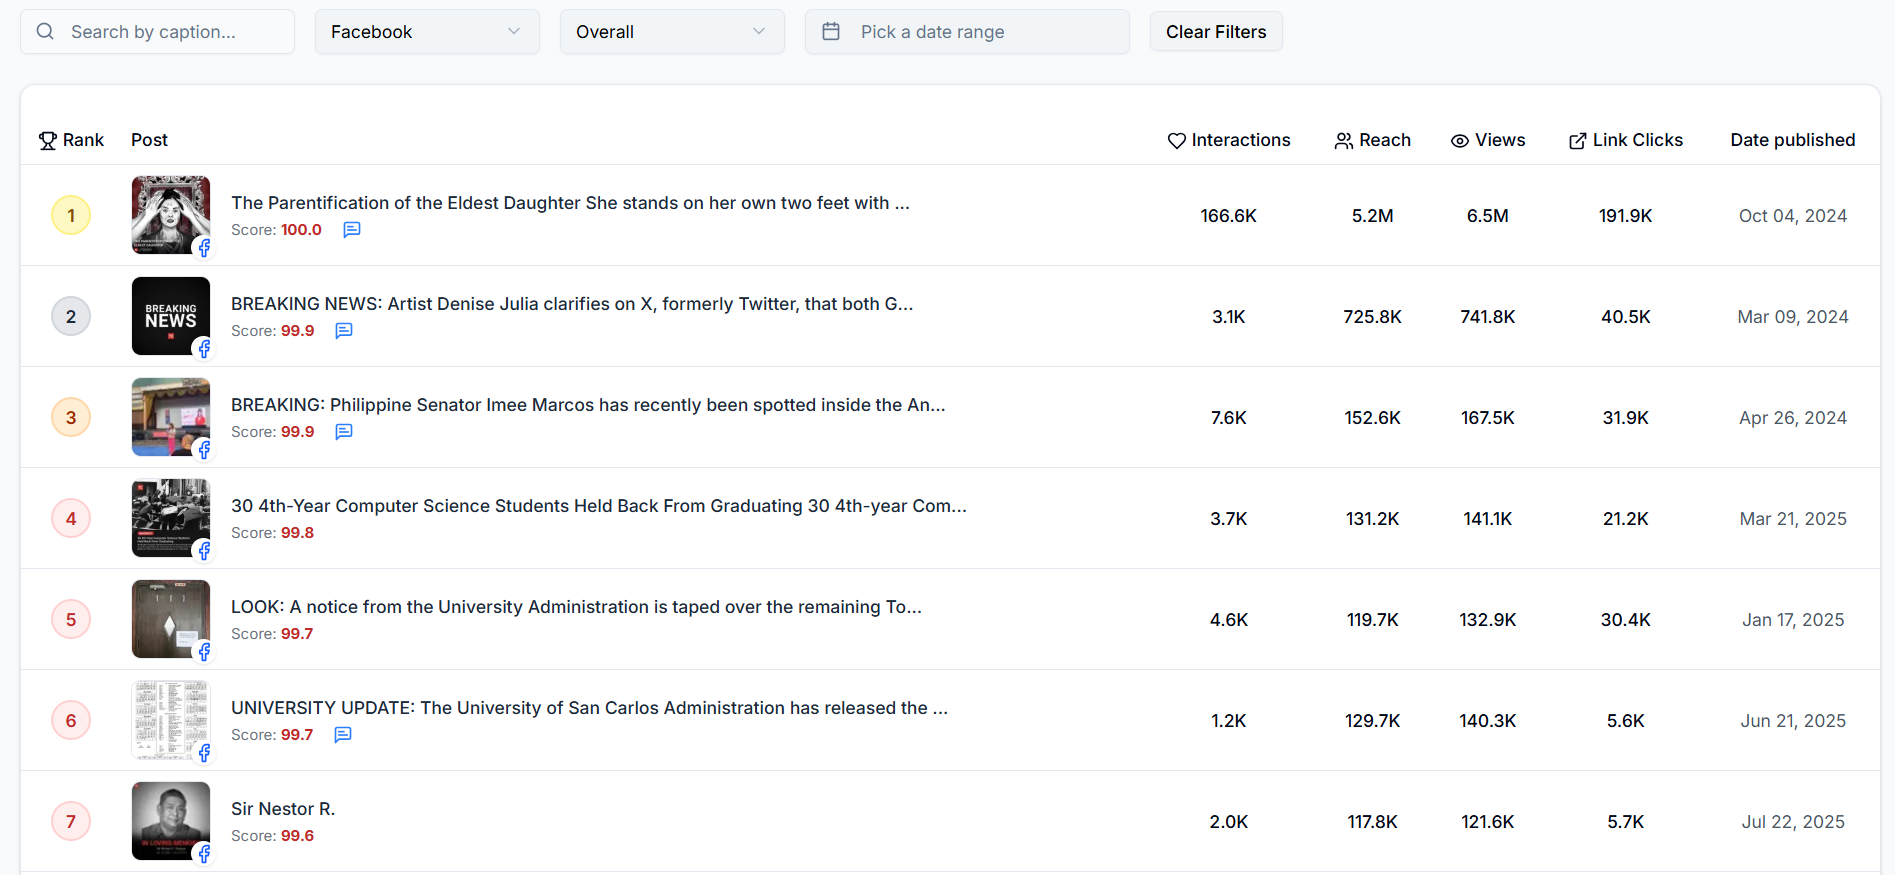 Search by caption...
Facebook
Overall
Pick a date range
Clear Filters
Rank
Post
Interactions
Reach
Views
Link Clicks
Date published
1
The Parentification of the Eldest Daughter She stands on her own two feet with ...
Score: 100.0
166.6K
5.2M
6.5M
191.9K
Oct 04, 2024
2
BREAKING
NEWS
BREAKING NEWS: Artist Denise Julia clarifies on X, formerly Twitter, that both G...
Score: 99.9
3.1K
725.8K
741.8K
40.5K
Mar 09, 2024
3
BREAKING: Philippine Senator Imee Marcos has recently been spotted inside the An...
Score: 99.9
7.6K
152.6K
167.5K
31.9K
Apr 26, 2024
4
30 4th-Year Computer Science Students Held Back From Graduating 30 4th-year Com...
Score: 99.8
3.7K
131.2K
141.1K
21.2K
Mar 21, 2025
5
LOOK: A notice from the University Administration is taped over the remaining To...
Score: 99.7
4.6K
119.7K
132.9K
30.4K
Jan 17, 2025
6
UNIVERSITY UPDATE: The University of San Carlos Administration has released the ...
Score: 99.7
1.2K
129.7K
140.3K
5.6K
Jun 21, 2025
7
IN LOVING MEMORY
Sir Nestor R.
Score: 99.6
2.0K
117.8K
121.6K
5.7K
Jul 22, 2025